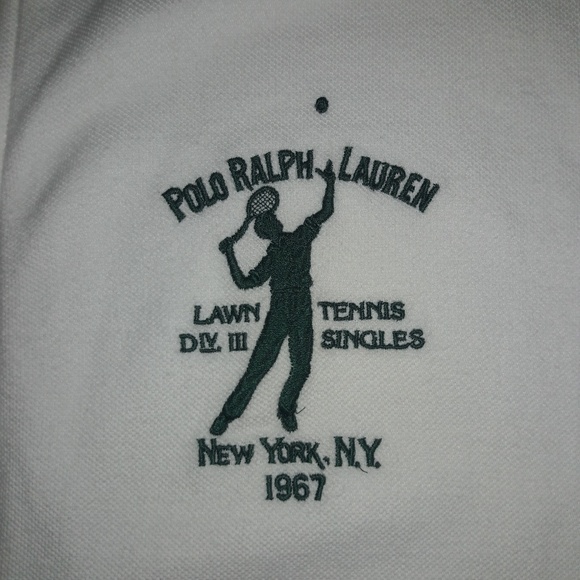 POLO RALPH LAUREN
LAWN TENNIS
DIV. III SINGLES
NEW YORK, N.Y.
1967